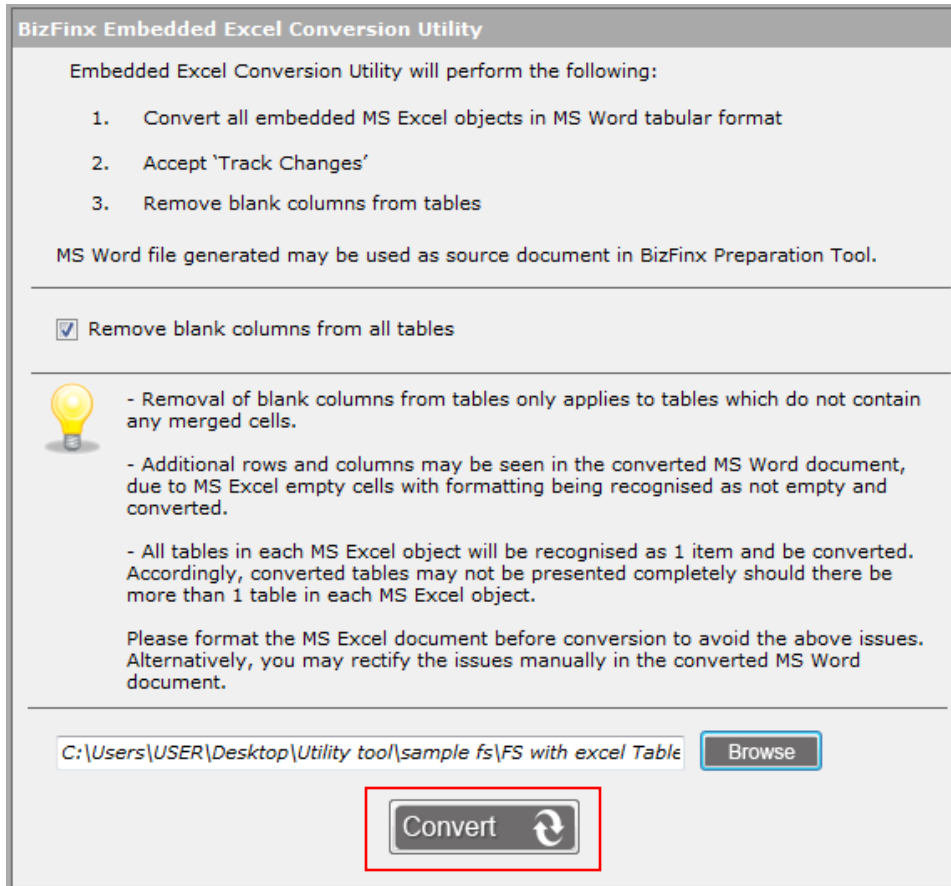 BizFinx Embedded Excel Conversion Utility
Embedded Excel Conversion Utility will perform the following:
1. Convert all embedded MS Excel objects in MS Word tabular format
2. Accept ‘Track Changes’
3. Remove blank columns from tables
MS Word file generated may be used as source document in BizFinx Preparation Tool.
Remove blank columns from all tables
- Removal of blank columns from tables only applies to tables which do not contain
any merged cells.
- Additional rows and columns may be seen in the converted MS Word document,
due to MS Excel empty cells with formatting being recognised as not empty and
converted.
- All tables in each MS Excel object will be recognised as 1 item and be converted.
Accordingly, converted tables may not be presented completely should there be
more than 1 table in each MS Excel object.
Please format the MS Excel document before conversion to avoid the above issues.
Alternatively, you may rectify the issues manually in the converted MS Word
document.
C:\Users\USER\Desktop\Utility tool\sample fs\FS with excel Table Browse
Convert